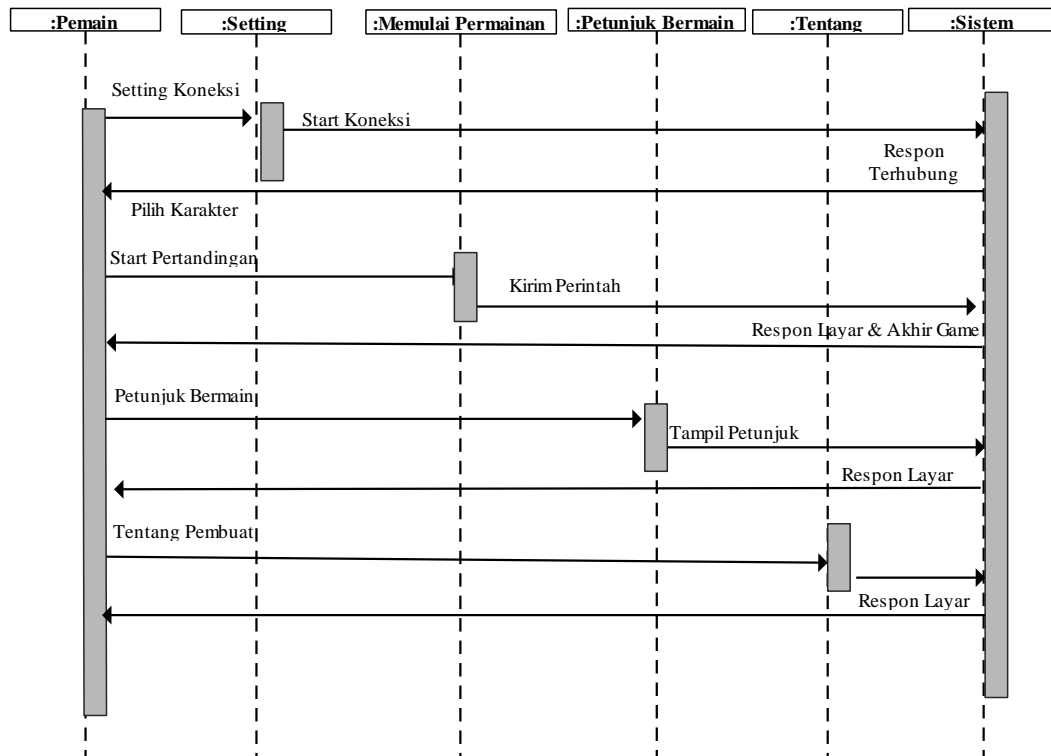 :Pemain
:Setting
:Memulai Permainan
:Petunjuk Bermain
:Tentang
:Sistem
Setting Koneksi
Start Koneksi
Respon
Terhubung
Pilih Karakter
Start Pertandingan
Kirim Perintah
Respon Layar & Akhir Game
Petunjuk Bermain
Tampil Petunjuk
Respon Layar
Tentang Pembuat
Respon Layar